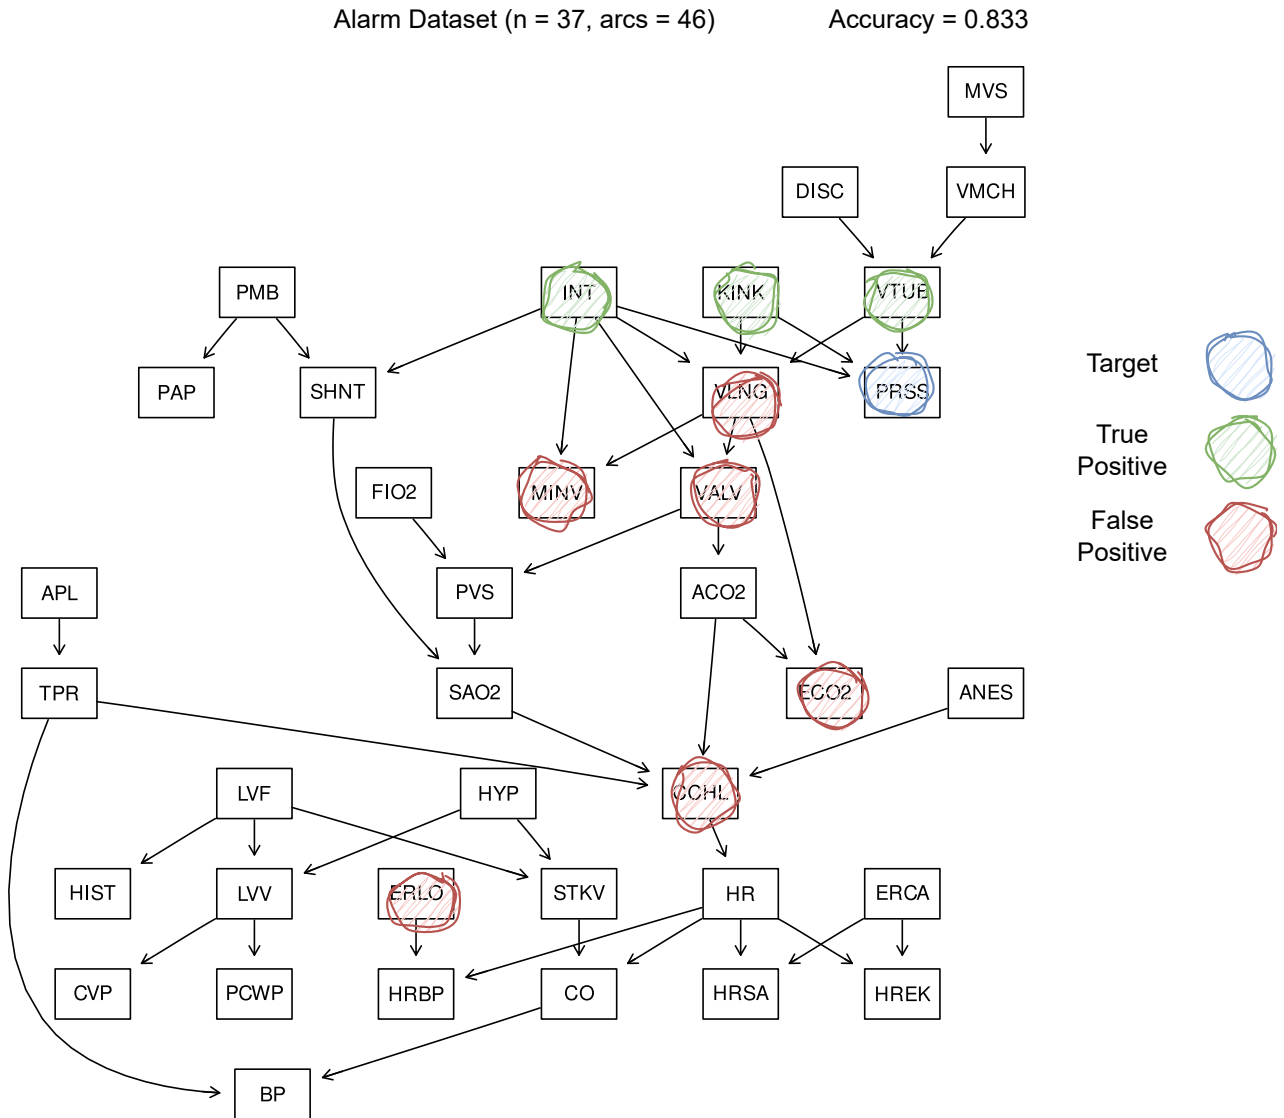 Alarm Dataset (n = 37, arcs = 46) Accuracy = 0.833
MVS
DISC VMCH
PMB INT KINK VTUB
Target
PAP SHNT VLNG PRSS
True
Positive
FIO2 MINV VALV
False
Positive
APL PVS ACO2
TPR SAO2 ECO2 ANES
LVF HYP CCHL
HIST LVV ERLO STKV HR ERCA
CVP PCWP HRBP CO HRSA HREK
BP